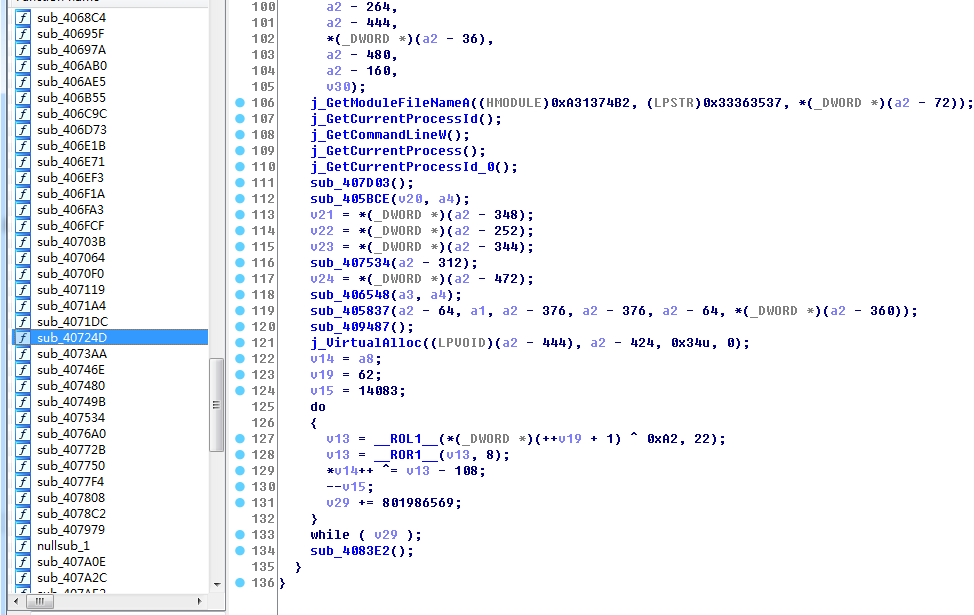 sub_4068C4
sub_40695F
sub_40697A
sub_406AB0
sub_406AE5
sub_406B55
sub_406C9C
sub_406D73
sub_406E1B
sub_406E71
sub_406EF3
sub_406F1A
sub_406FA3
sub_406FCF
sub_40703B
sub_407064
sub_4070F0
sub_407119
sub_4071A4
sub_4071DC
sub_40724D
sub_4073AA
sub_40746E
sub_407480
sub_40749B
sub_407534
sub_4076A0
sub_40772B
sub_407750
sub_4077F4
sub_407808
sub_4078C2
sub_407979
nullsub_1
sub_407A0E
sub_407A2C
100 a2 - 264,
101 a2 - 444,
102 *(_DWORD *)(a2 - 36),
103 a2 - 480,
104 a2 - 160,
105 v30);
106 j_GetModuleFileNameA((HMODULE)0xA31374B2, (LPSTR)0x33363537, *(_DWORD *)(a2 - 72));
107 j_GetCurrentProcessId();
108 j_GetCommandLineW();
109 j_GetCurrentProcess();
110 j_GetCurrentProcessId_0();
111 sub_407D03();
112 sub_405BCE(v20, a4);
113 v21 = *(_DWORD *)(a2 - 348);
114 v22 = *(_DWORD *)(a2 - 252);
115 v23 = *(_DWORD *)(a2 - 344);
116 sub_407534(a2 - 312);
117 v24 = *(_DWORD *)(a2 - 472);
118 sub_406548(a3, a4);
119 sub_405837(a2 - 64, a1, a2 - 376, a2 - 376, a2 - 64, *(_DWORD *)(a2 - 360));
120 sub_409487();
121 j_VirtualAlloc((LPVOID)(a2 - 444), a2 - 424, 0x34u, 0);
122 v14 = a8;
123 v19 = 62;
124 v15 = 14083;
125 do
126 {
127 v13 = __ROL1__(*(_DWORD *)(++v19 + 1) ^ 0xA2, 22);
128 v13 = __ROR1__(v13, 8);
129 *v14++ ^= v13 - 108;
130 --v15;
131 v29 += 801986569;
132 }
133 while ( v29 );
134 sub_4083E2();
135 }
136 }